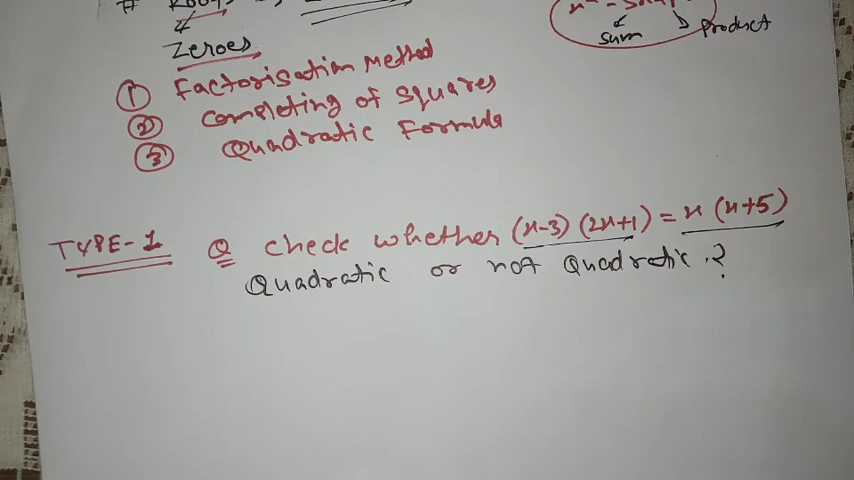 #
Zeroes
sum product
① Factorisation Method
② Completing of squares
③ Quadratic Formula
TYPE-1 Q check whether (x-3) (2x+1) = x (x+5)
Quadratic or not Quadratic ?